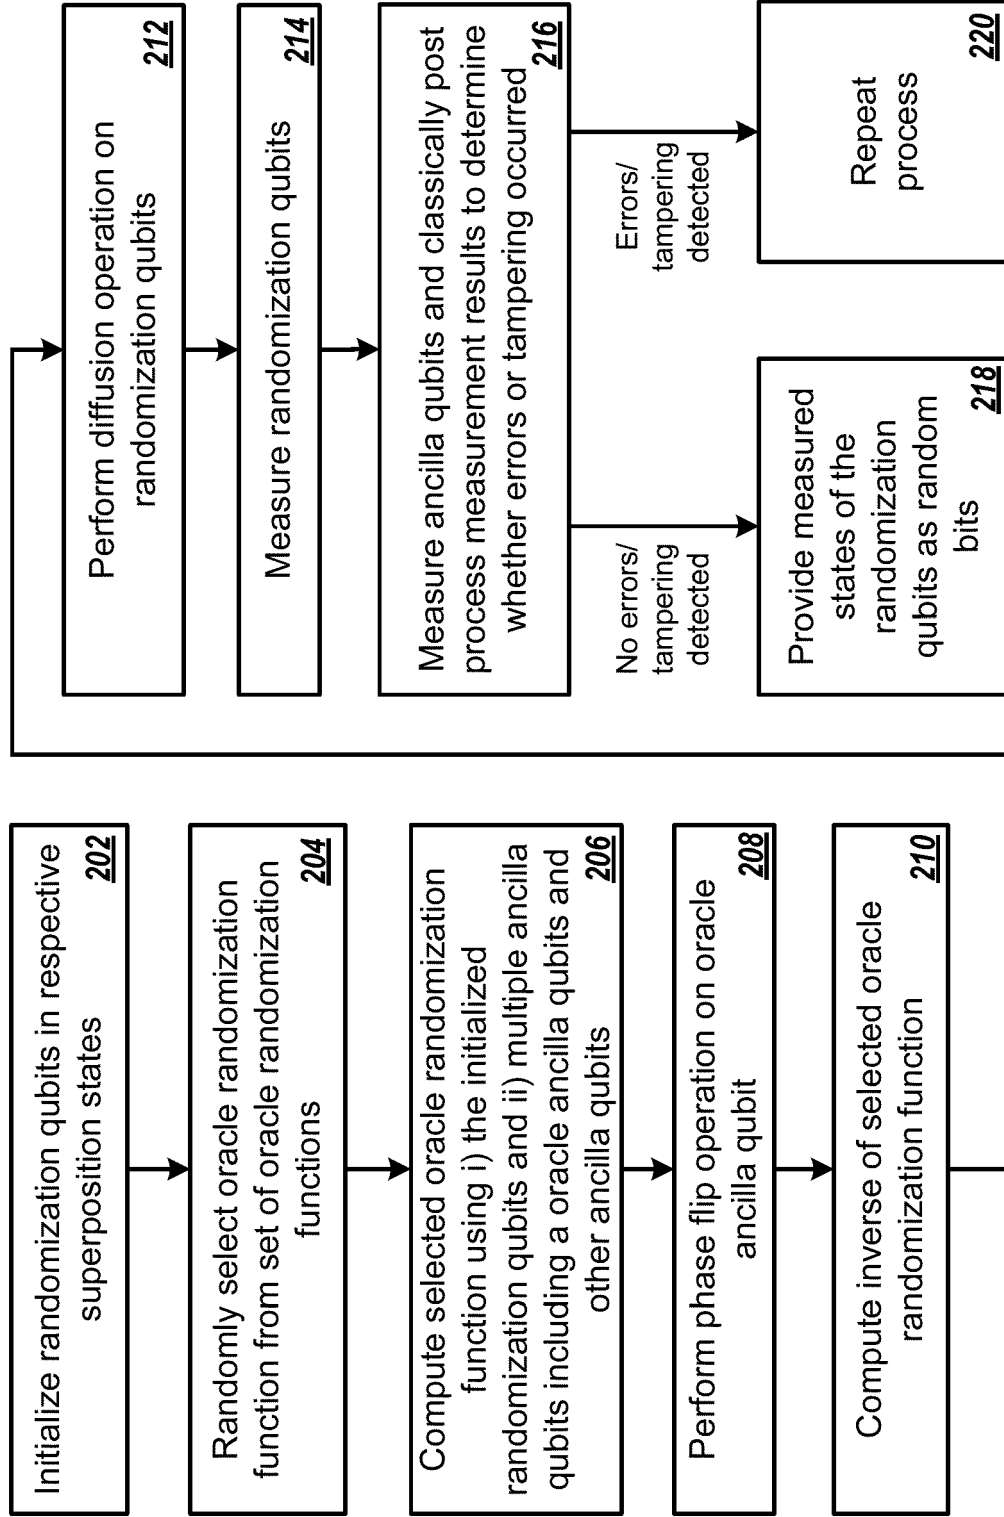 Initialize randomization qubits in respective
superposition states
202
Randomly select oracle randomization
function from set of oracle randomization
functions
204
Compute selected oracle randomization
function using i) the initialized
randomization qubits and ii) multiple ancilla
qubits including a oracle ancilla qubits and
other ancilla qubits
206
Perform phase flip operation on oracle
ancilla qubit
208
Compute inverse of selected oracle
randomization function
210
Perform diffusion operation on
randomization qubits
212
Measure randomization qubits
214
Measure ancilla qubits and classically post
process measurement results to determine
whether errors or tampering occurred
216
No errors/
tampering
detected
Errors/
tampering
detected
Provide measured
states of the
randomization
qubits as random
bits
218
Repeat
process
220